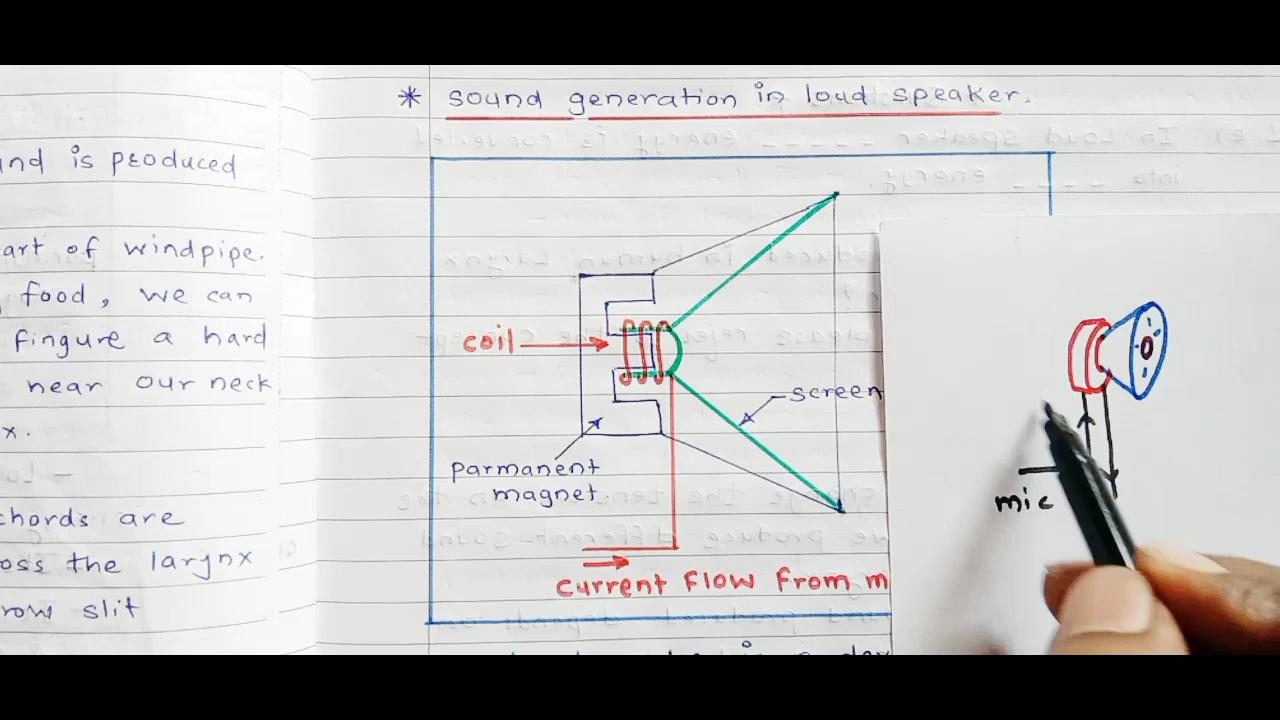 * sound generation in loud speaker.
und is produced
art of windpipe.
food, we can
fingure a hard
near our neck
x.
chords are
oss the larynx
row slit
coil
screen
parmanent
magnet.
current flow from m
mic